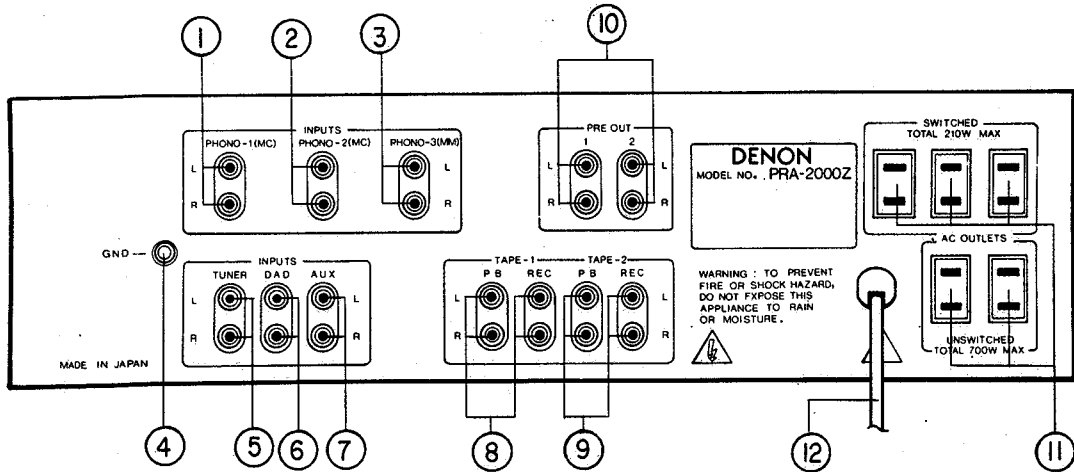 1 2 3 10
INPUTS
PHONO-1(MC) PHONO-2(MC) PHONO-3(MM)
L L
R R
PRE OUT
1 2
L L
R R
DENON
MODEL NO. PRA-2000Z
SWITCHED
TOTAL 210W MAX
AC OUTLETS
UNSWITCHED
TOTAL 700W MAX
GND
INPUTS
TUNER DAD AUX
L
R
TAPE-1 TAPE-2
PB REC PB REC
L L
R R
WARNING : TO PREVENT
FIRE OR SHOCK HAZARD,
DO NOT EXPOSE THIS
APPLIANCE TO RAIN
OR MOISTURE.
MADE IN JAPAN
4 5 6 7 8 9 12 11